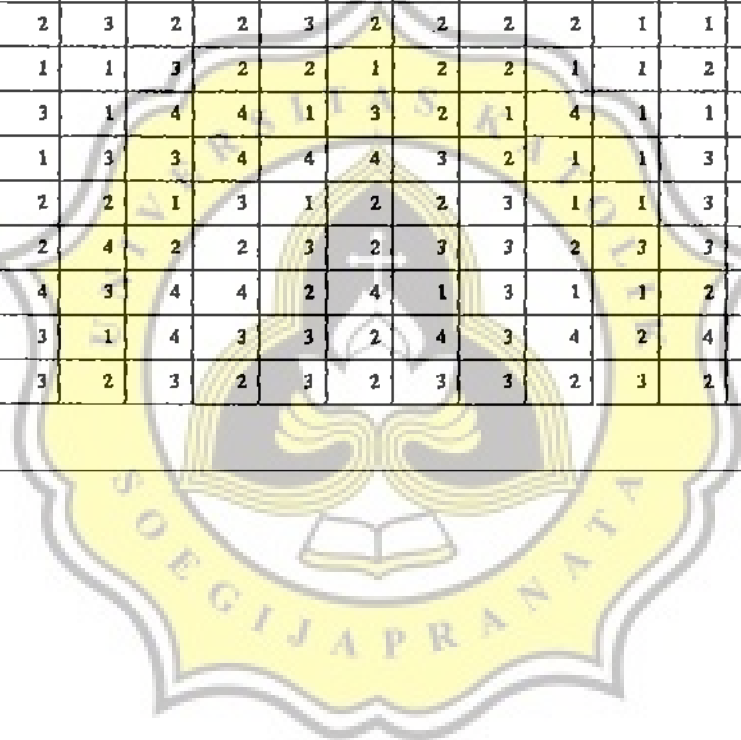 2 3 2 2 3 2 2 2 2 1 1
1 1 3 2 2 1 2 2 1 1 2
3 1 4 4 1 3 2 1 4 1 1
1 3 3 4 4 4 3 2 1 1 3
2 2 1 3 1 2 2 3 1 1 3
2 4 2 2 3 2 3 3 2 3 3
4 3 4 4 2 4 1 3 1 1 2
3 1 4 3 3 2 4 3 4 2 4
3 2 3 2 3 2 3 3 2 3 2
UNIVERSITAS KATOLIK
SOEGIJAPRANATA